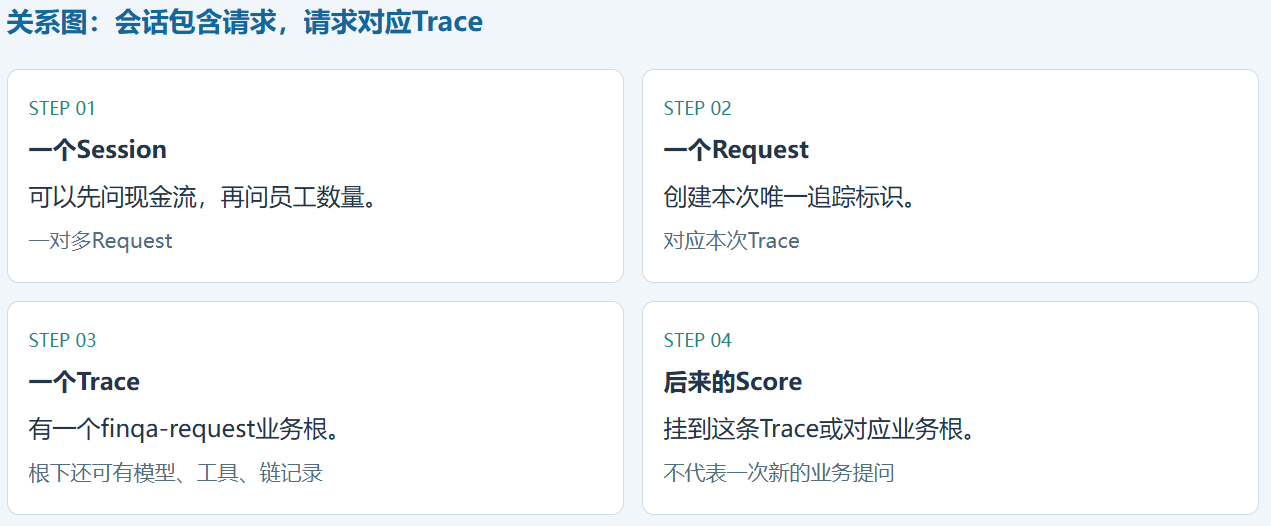 关系图：会话包含请求，请求对应Trace
STEP 01
一个Session
可以先问现金流，再问员工数量。
一对多Request
STEP 02
一个Request
创建本次唯一追踪标识。
对应本次Trace
STEP 03
一个Trace
有一个finqa-request业务根。
根下还可有模型、工具、链记录
STEP 04
后来的Score
挂到这条Trace或对应业务根。
不代表一次新的业务提问